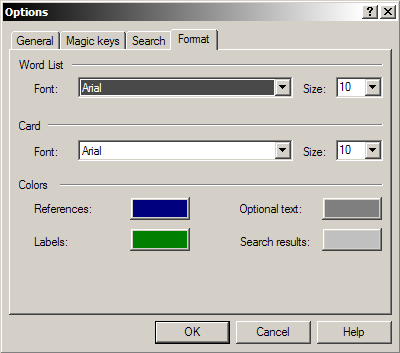 Options
General Magic keys Search Format
Word List
Font: Arial Size: 10
Card
Font: Arial Size: 10
Colors
References: Optional text:
Labels: Search results:
OK Cancel Help